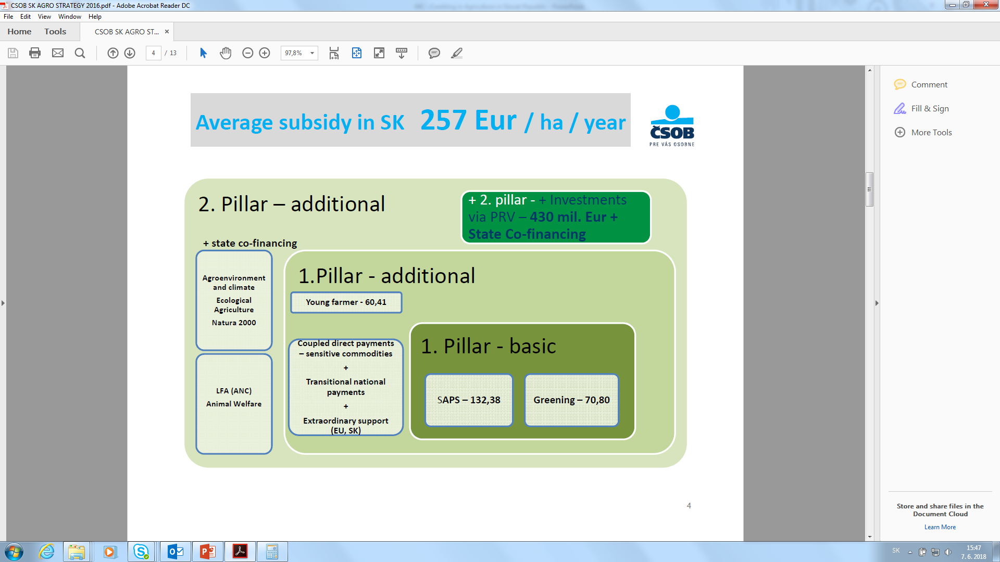 CSOB SK AGRO STRATEGY 2016.pdf - Adobe Acrobat Reader DC
File Edit View Window Help
Home Tools CSOB SK AGRO ST... ×
4 / 13 97,8%
Average subsidy in SK 257 Eur / ha / year
ČSOB
PRE VÁS OSOBNE
2. Pillar – additional
+ 2. pillar - + Investments
via PRV – 430 mil. Eur +
State Co-financing
+ state co-financing
Agroenvironment
and climate
Ecological
Agriculture
Natura 2000
LFA (ANC)
Animal Welfare
1.Pillar - additional
Young farmer - 60,41
Coupled direct payments
– sensitive commodities
+
Transitional national
payments
+
Extraordinary support
(EU, SK)
1. Pillar - basic
SAPS – 132,38
Greening – 70,80
4
Comment
Fill & Sign
More Tools
Store and share files in the
Document Cloud
Learn More
SK
15:47
7. 6. 2018